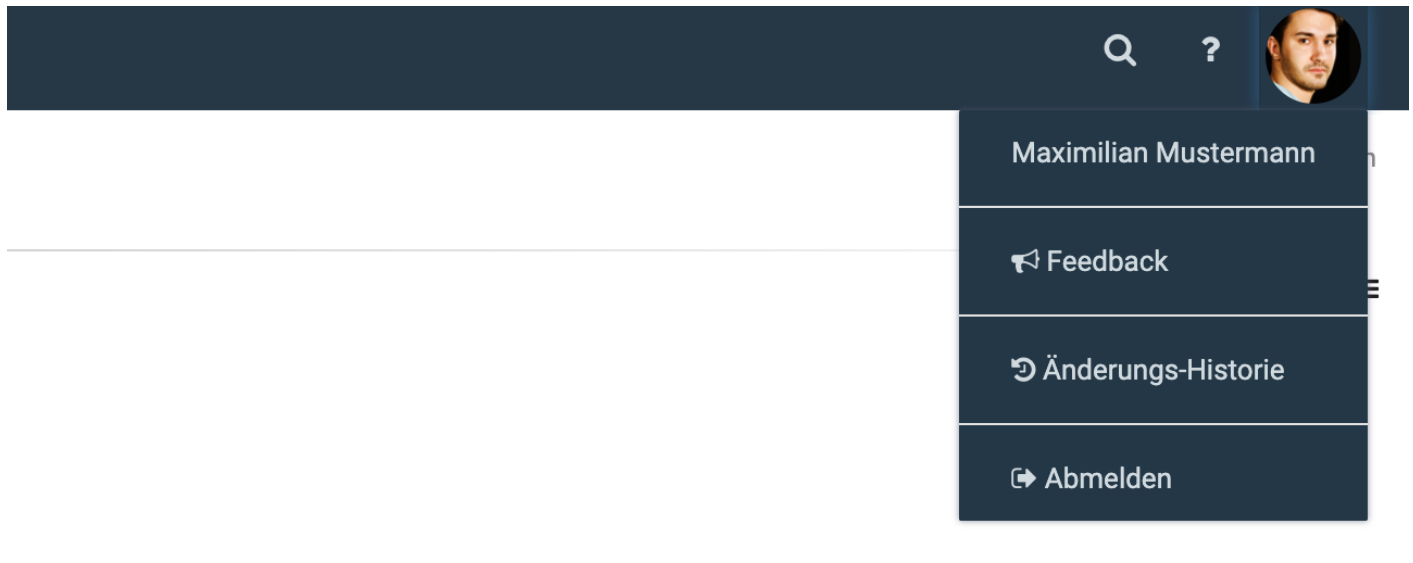 ?
Maximilian Mustermann
Feedback
Änderungs-Historie
Abmelden